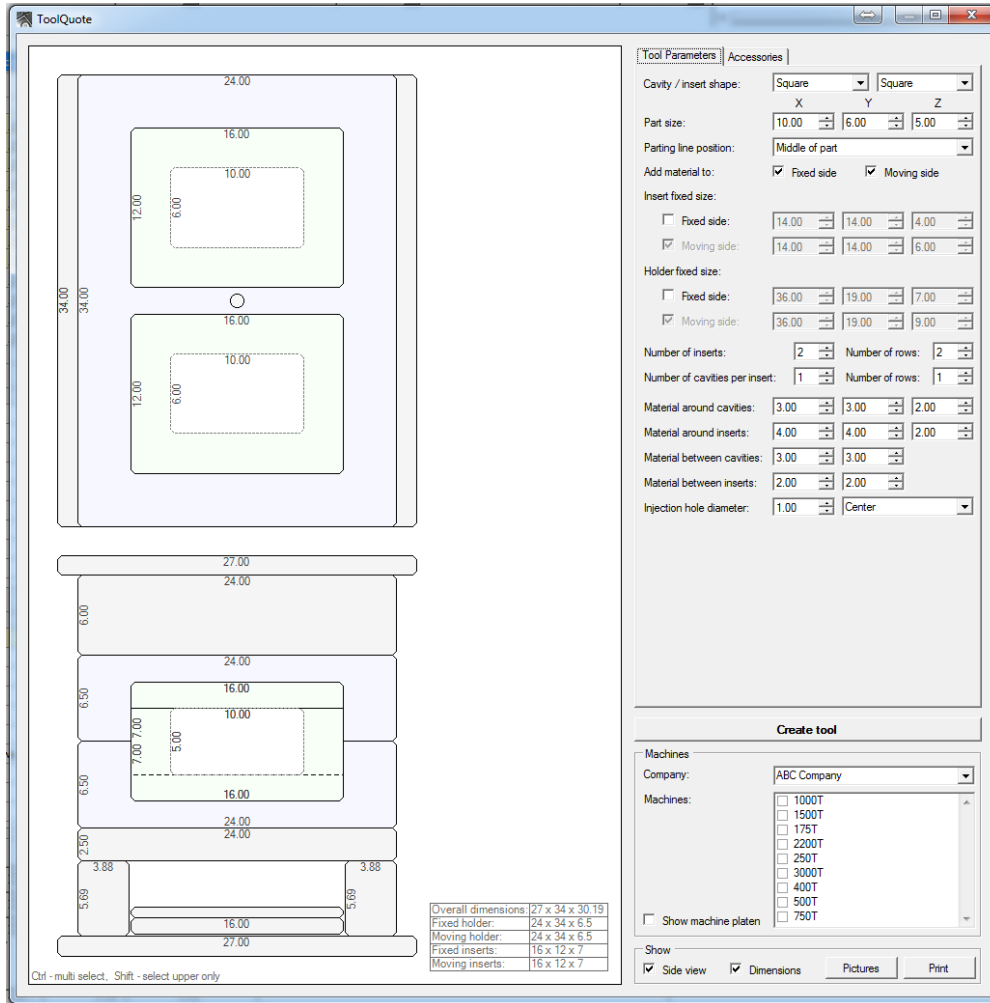 ToolQuote
Tool Parameters Accessories
Cavity / insert shape: Square Square
X Y Z
Part size: 10.00 6.00 5.00
Parting line position: Middle of part
Add material to: Fixed side Moving side
Insert fixed size:
Fixed side: 14.00 14.00 4.00
Moving side: 14.00 14.00 6.00
Holder fixed size:
Fixed side: 36.00 19.00 7.00
Moving side: 36.00 19.00 9.00
Number of inserts: 2 Number of rows: 2
Number of cavities per insert: 1 Number of rows: 1
Material around cavities: 3.00 3.00 2.00
Material around inserts: 4.00 4.00 2.00
Material between cavities: 3.00 3.00
Material between inserts: 2.00 2.00
Injection hole diameter: 1.00 Center
Create tool
Machines
Company: ABC Company
Machines: 1000T
1500T
175T
2200T
250T
3000T
400T
500T
750T
Show machine platen
Show
Side view Dimensions Pictures Print
24.00
16.00
10.00
12.00
6.00
34.00
34.00
16.00
10.00
12.00
6.00
27.00
24.00
6.00
24.00
6.50
16.00
10.00
7.00
7.00
5.00
6.50
16.00
24.00
24.00
2.50
3.88 3.88
5.69 5.69
16.00
27.00
Overall dimensions: 27 x 34 x 30.19
Fixed holder: 24 x 34 x 6.5
Moving holder: 24 x 34 x 6.5
Fixed inserts: 16 x 12 x 7
Moving inserts: 16 x 12 x 7
Ctrl - multi select, Shift - select upper only